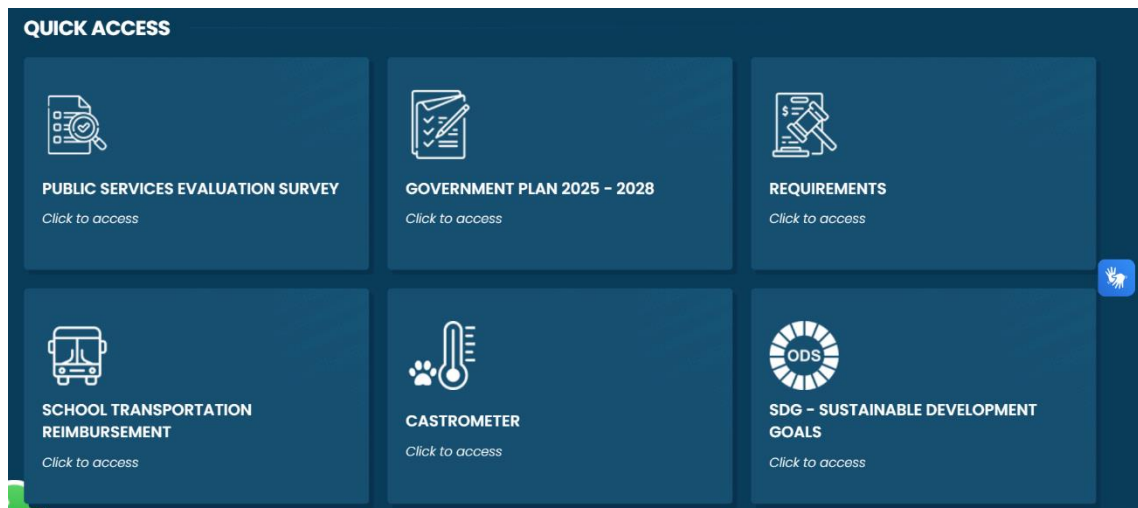 QUICK ACCESS
PUBLIC SERVICES EVALUATION SURVEY
Click to access
GOVERNMENT PLAN 2025 - 2028
Click to access
$
REQUIREMENTS
Click to access
SCHOOL TRANSPORTATION
REIMBURSEMENT
Click to access
CASTROMETER
Click to access
ODS
SDG - SUSTAINABLE DEVELOPMENT
GOALS
Click to access